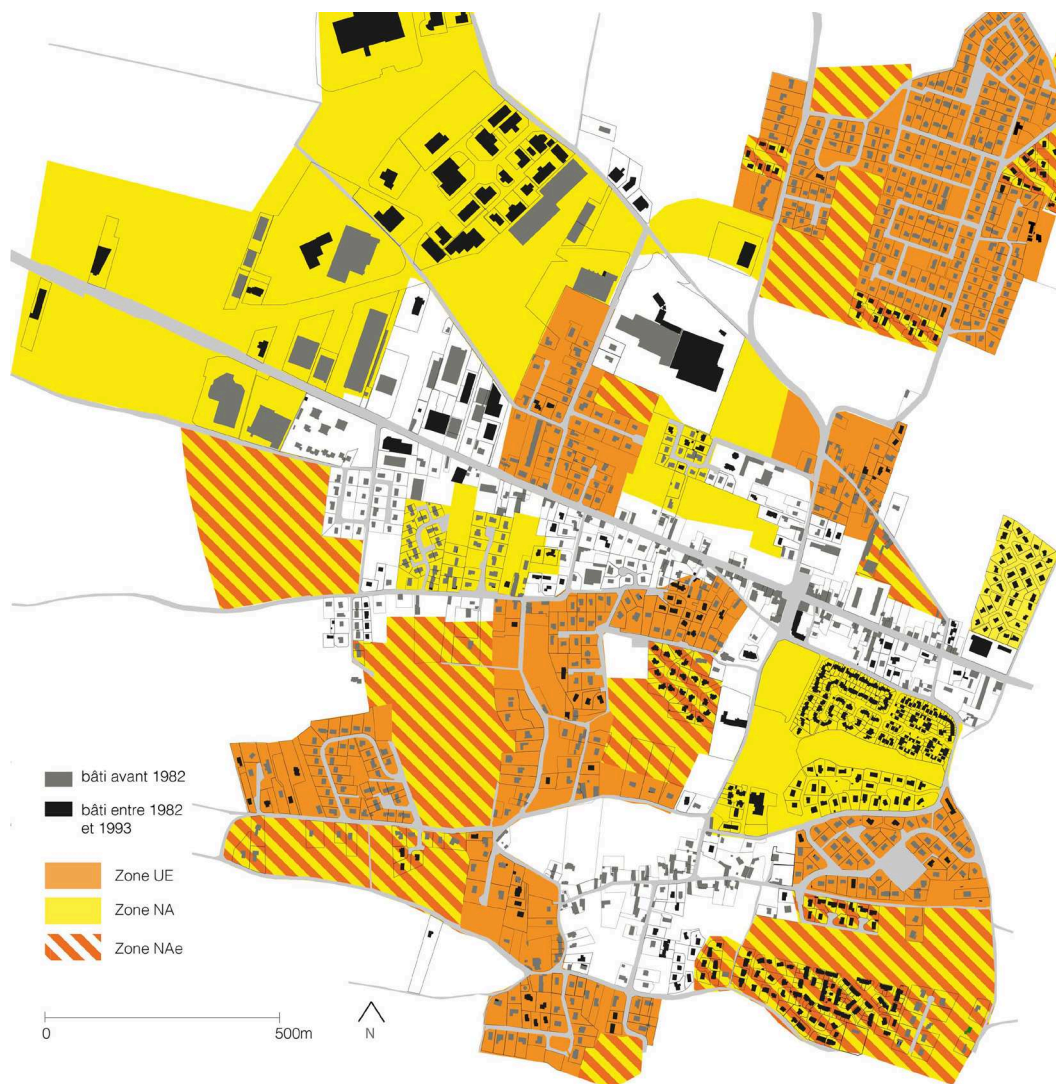 bâti avant 1982
bâti entre 1982
et 1993
Zone UE
Zone NA
Zone NAe
0
500m
N